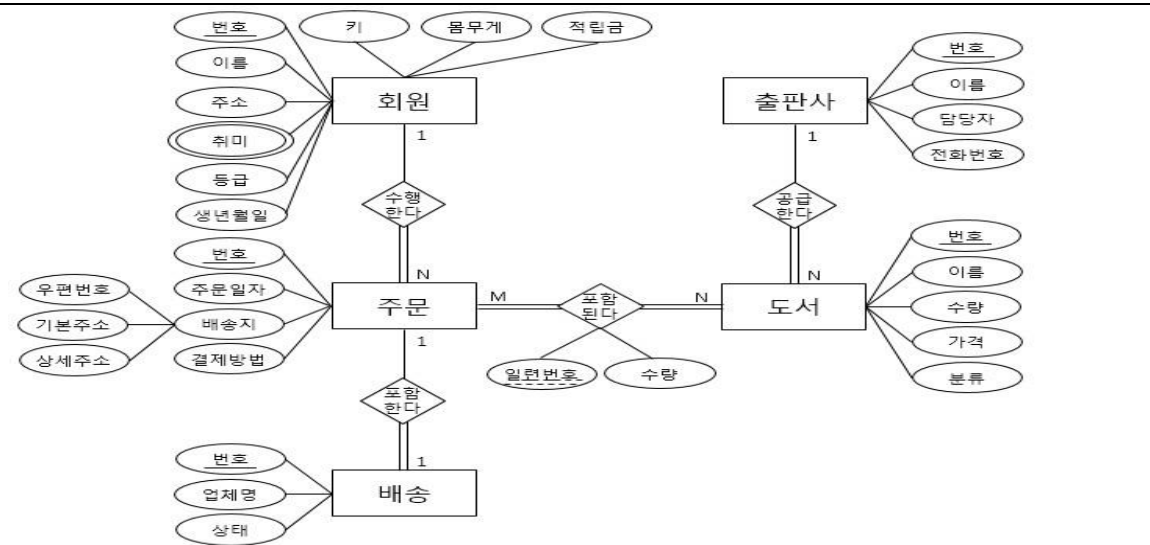 번호
키
몸무게
적립금
이름
주소
취미
등급
생년월일
회원
1
수행
한다
N
출판사
번호
이름
담당자
전화번호
1
공급
한다
N
번호
주문일자
배송지
결제방법
우편번호
기본주소
상세주소
주문
M
포함
된다
N
일련번호
수량
도서
번호
이름
수량
가격
분류
1
포함
한다
1
배송
번호
업체명
상태